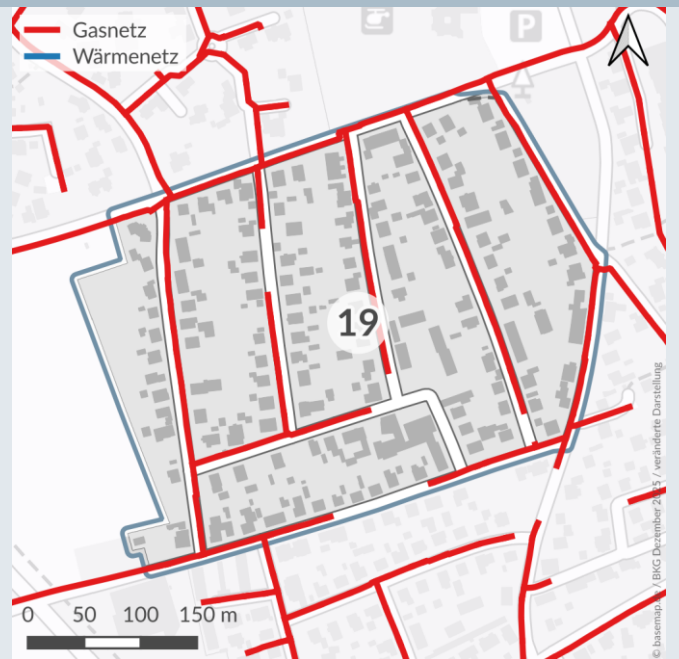 Gasnetz
Wärmenetz
P
19
0 50 100 150 m
© basemap.de / BKG Dezember 2025 / veränderte Darstellung